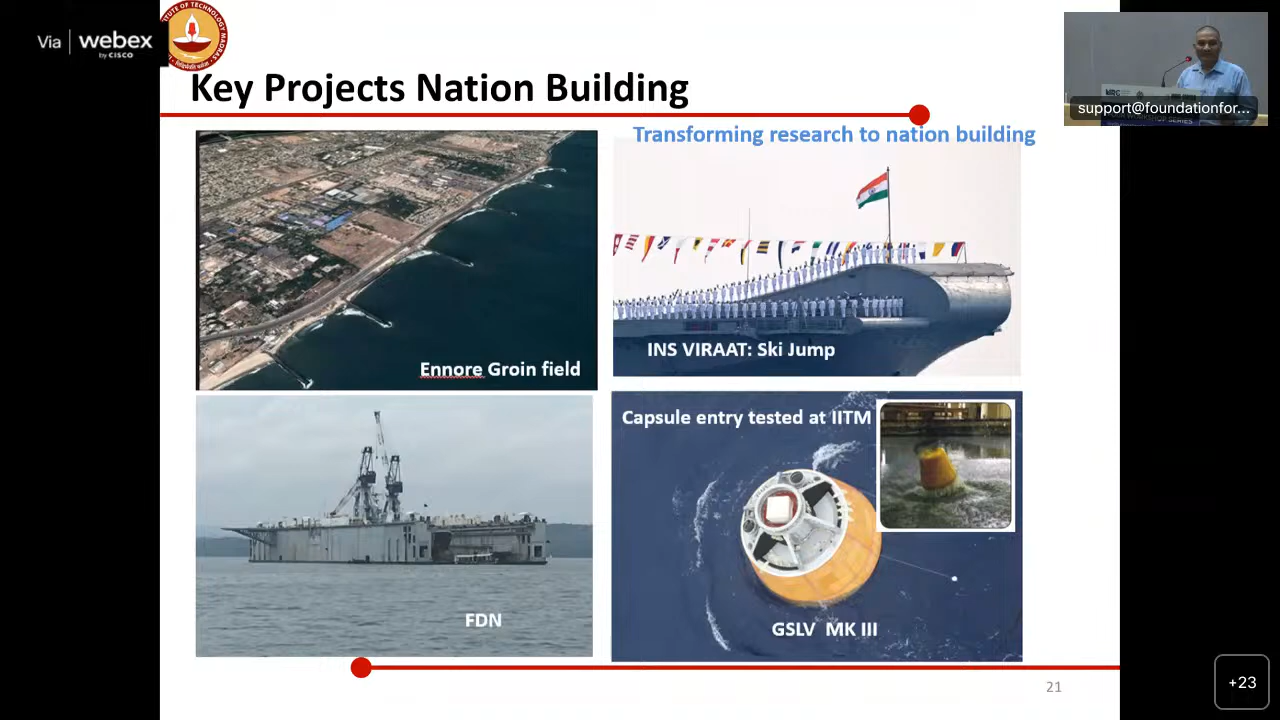 Via webex
by CISCO
Key Projects Nation Building
Transforming research to nation building
support@foundationfor...
Ennore Groin field
INS VIRAAT: Ski Jump
Capsule entry tested at IITM
FDN
GSLV MK III
21
+23